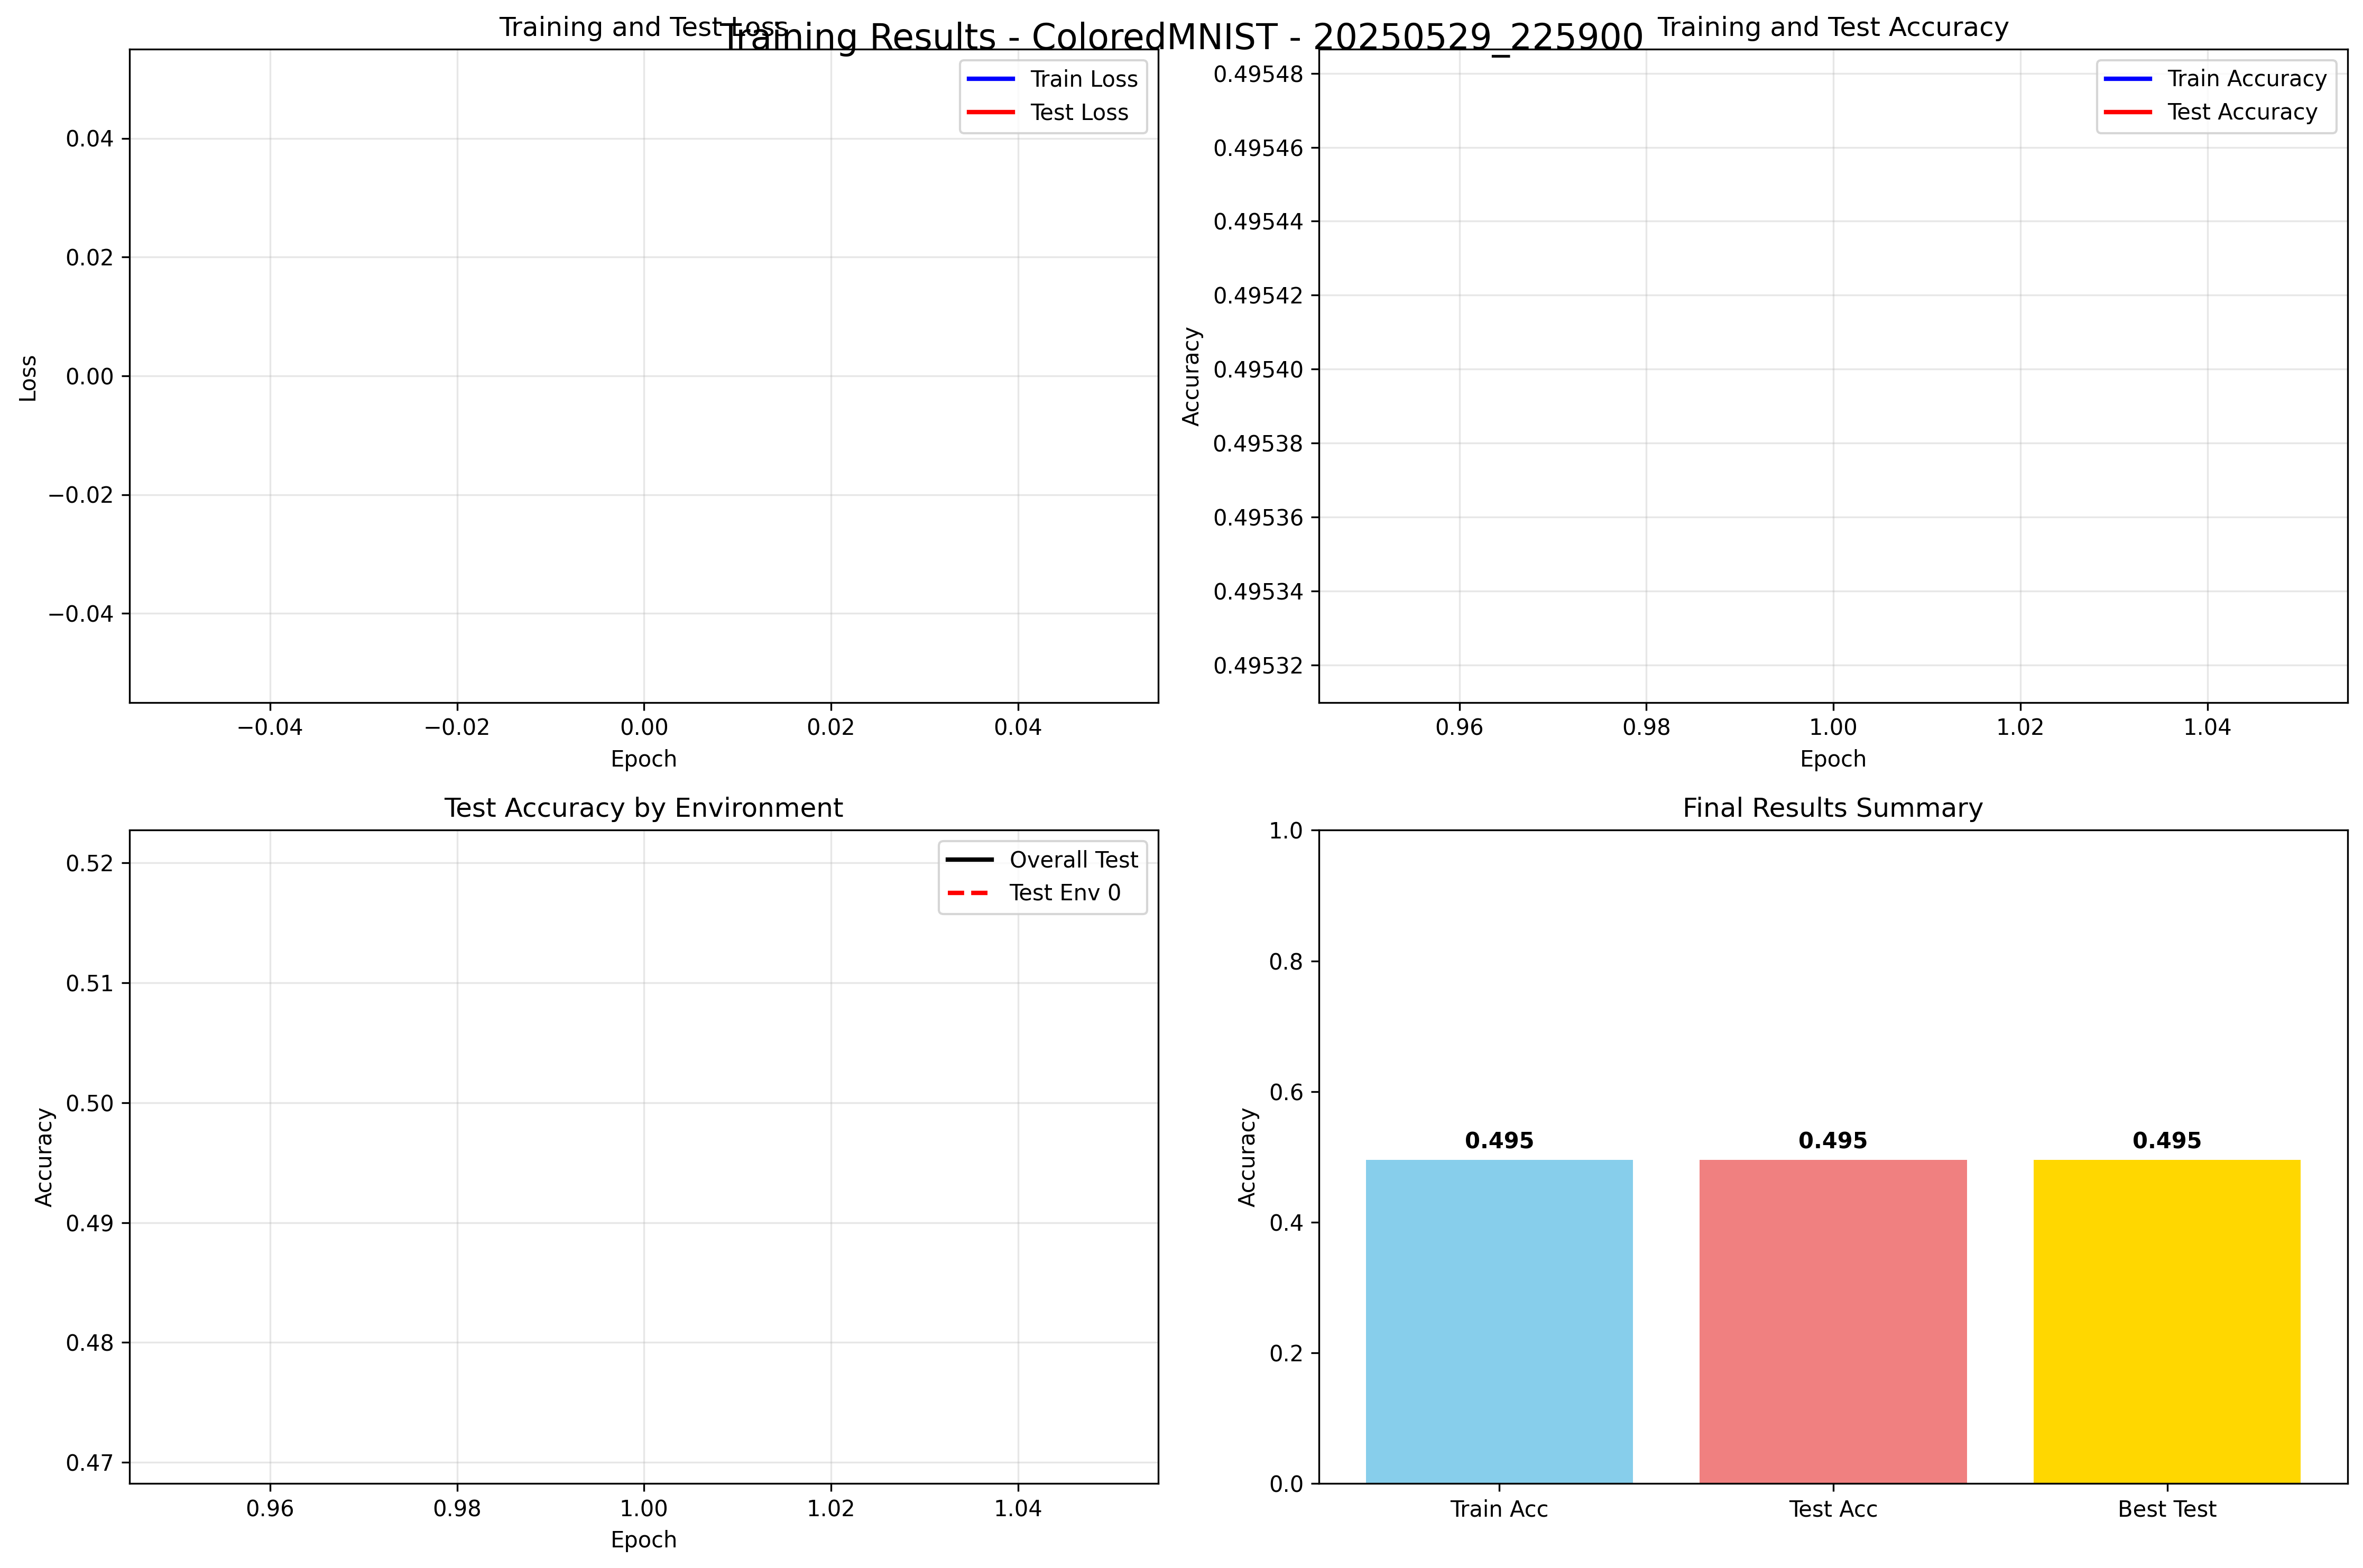 Training Results - ColoredMNIST - 20250529_225900
Training and Test Loss
Train Loss
Test Loss
0.04
0.02
0.00
−0.02
−0.04
Loss
−0.04 −0.02 0.00 0.02 0.04
Epoch
Training and Test Accuracy
Train Accuracy
Test Accuracy
0.49548
0.49546
0.49544
0.49542
0.49540
0.49538
0.49536
0.49534
0.49532
Accuracy
0.96 0.98 1.00 1.02 1.04
Epoch
Test Accuracy by Environment
Overall Test
Test Env 0
0.52
0.51
0.50
0.49
0.48
0.47
Accuracy
0.96 0.98 1.00 1.02 1.04
Epoch
Final Results Summary
1.0
0.8
0.6
0.4
0.2
0.0
Accuracy
0.495 0.495 0.495
Train Acc Test Acc Best Test